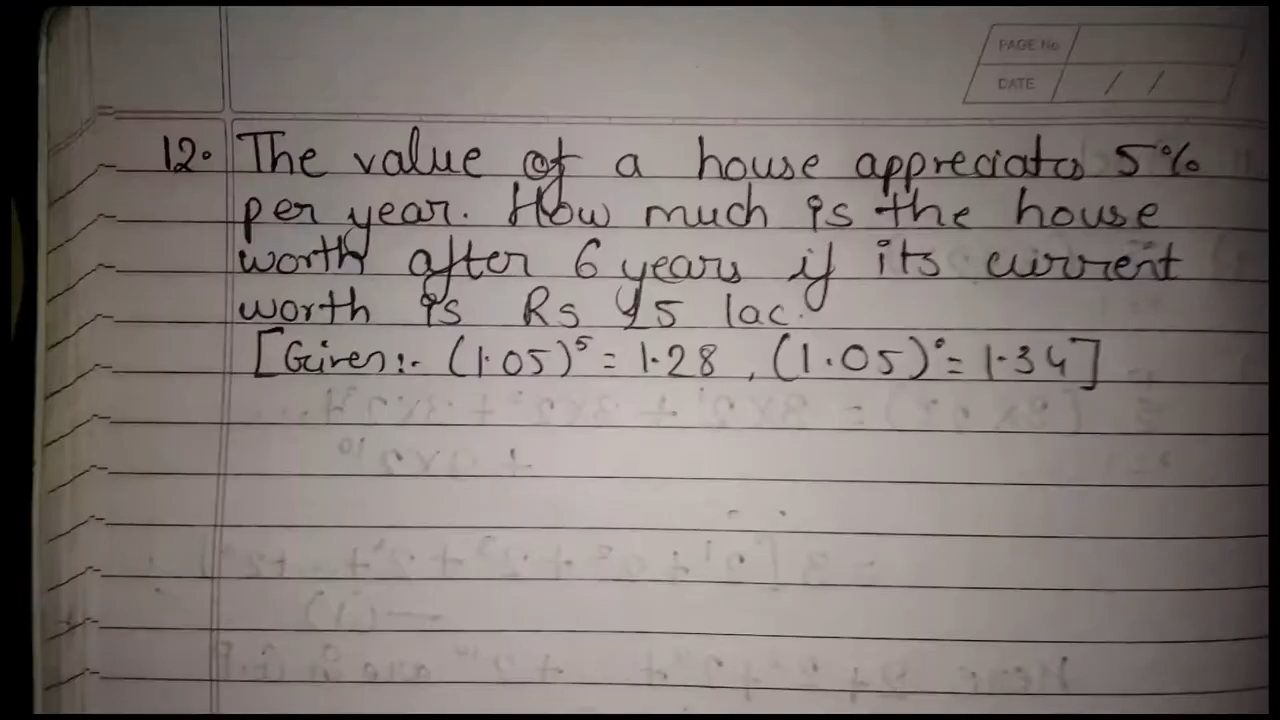 PAGE No.
DATE / /
12. The value of a house appreciates 5%
per year. How much is the house
worth after 6 years if its current
worth is Rs 15 lac.
[Given:- (1.05)⁵ = 1.28, (1.05)⁶ = 1.34]